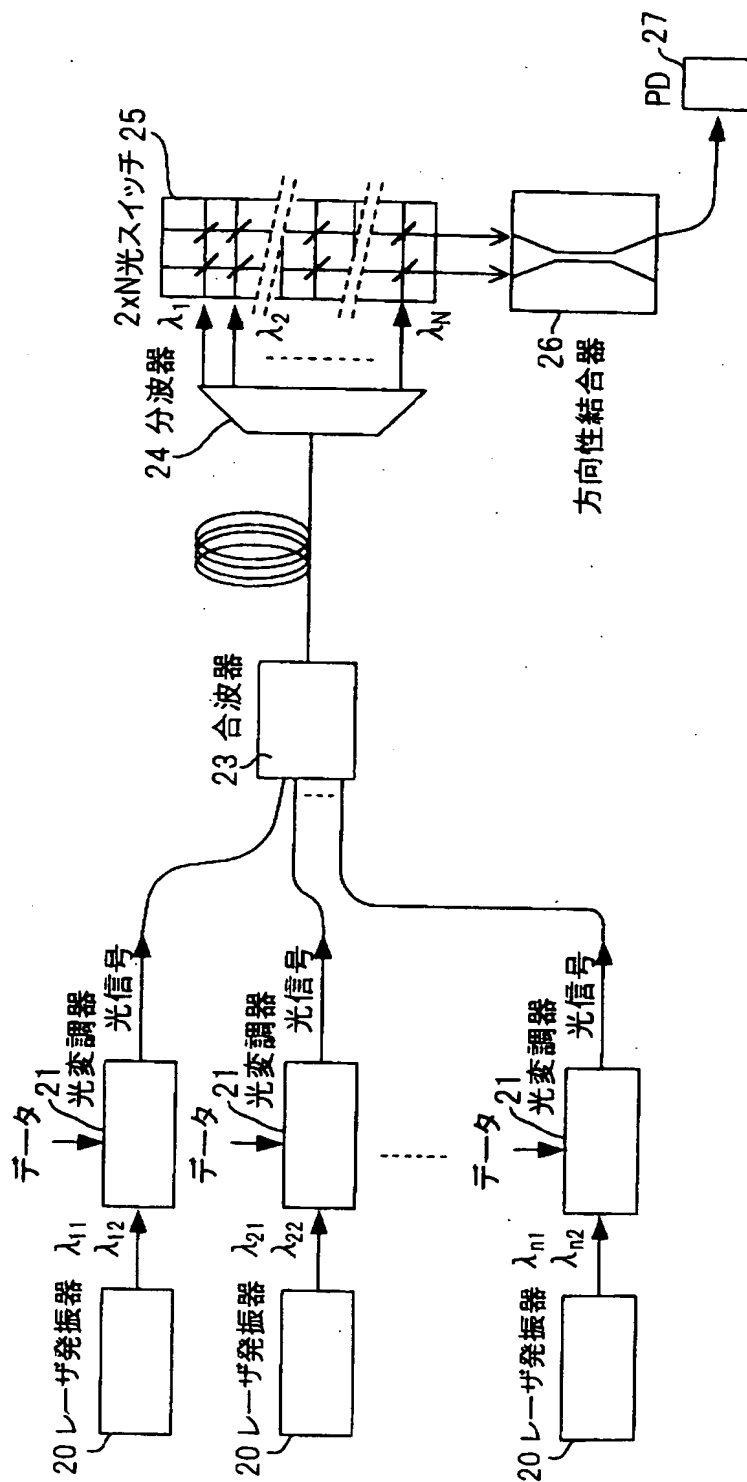 20 レーザ発振器
λ11
λ12
データ
21
光変調器
光信号
20 レーザ発振器
λ21
λ22
データ
21
光変調器
光信号
20 レーザ発振器
λn1
λn2
データ
21
光変調器
光信号
23 合波器
24 分波器
λ1
λ2
λN
2xN光スイッチ 25
26
方向性結合器
PD
27